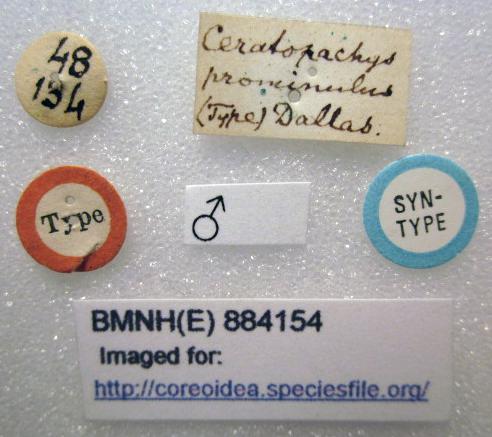 48
134
Ceratopachys
prominulus
(Type) Dallas.
Type
♂
SYN-
TYPE
BMNH(E) 884154
Imaged for:
http://coreoidea.speciesfile.org/